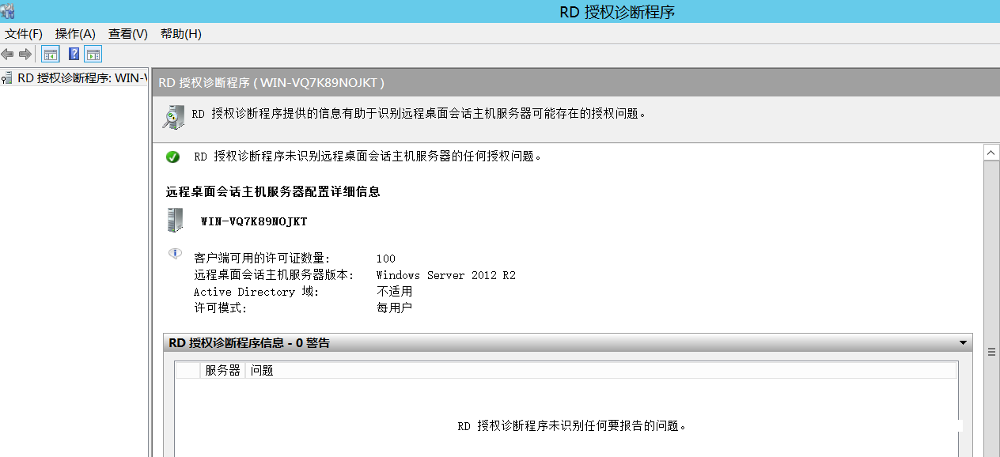 RD 授权诊断程序
文件(F) 操作(A) 查看(V) 帮助(H)
RD 授权诊断程序: WIN-V
RD 授权诊断程序 ( WIN-VQ7K89NOJKT )
RD 授权诊断程序提供的信息有助于识别远程桌面会话主机服务器可能存在的授权问题。
RD 授权诊断程序未识别远程桌面会话主机服务器的任何授权问题。
远程桌面会话主机服务器配置详细信息
WIN-VQ7K89NOJKT
客户端可用的许可证数量: 100
远程桌面会话主机服务器版本: Windows Server 2012 R2
Active Directory 域: 不适用
许可模式: 每用户
RD 授权诊断程序信息 - 0 警告
服务器 问题
RD 授权诊断程序未识别任何要报告的问题。